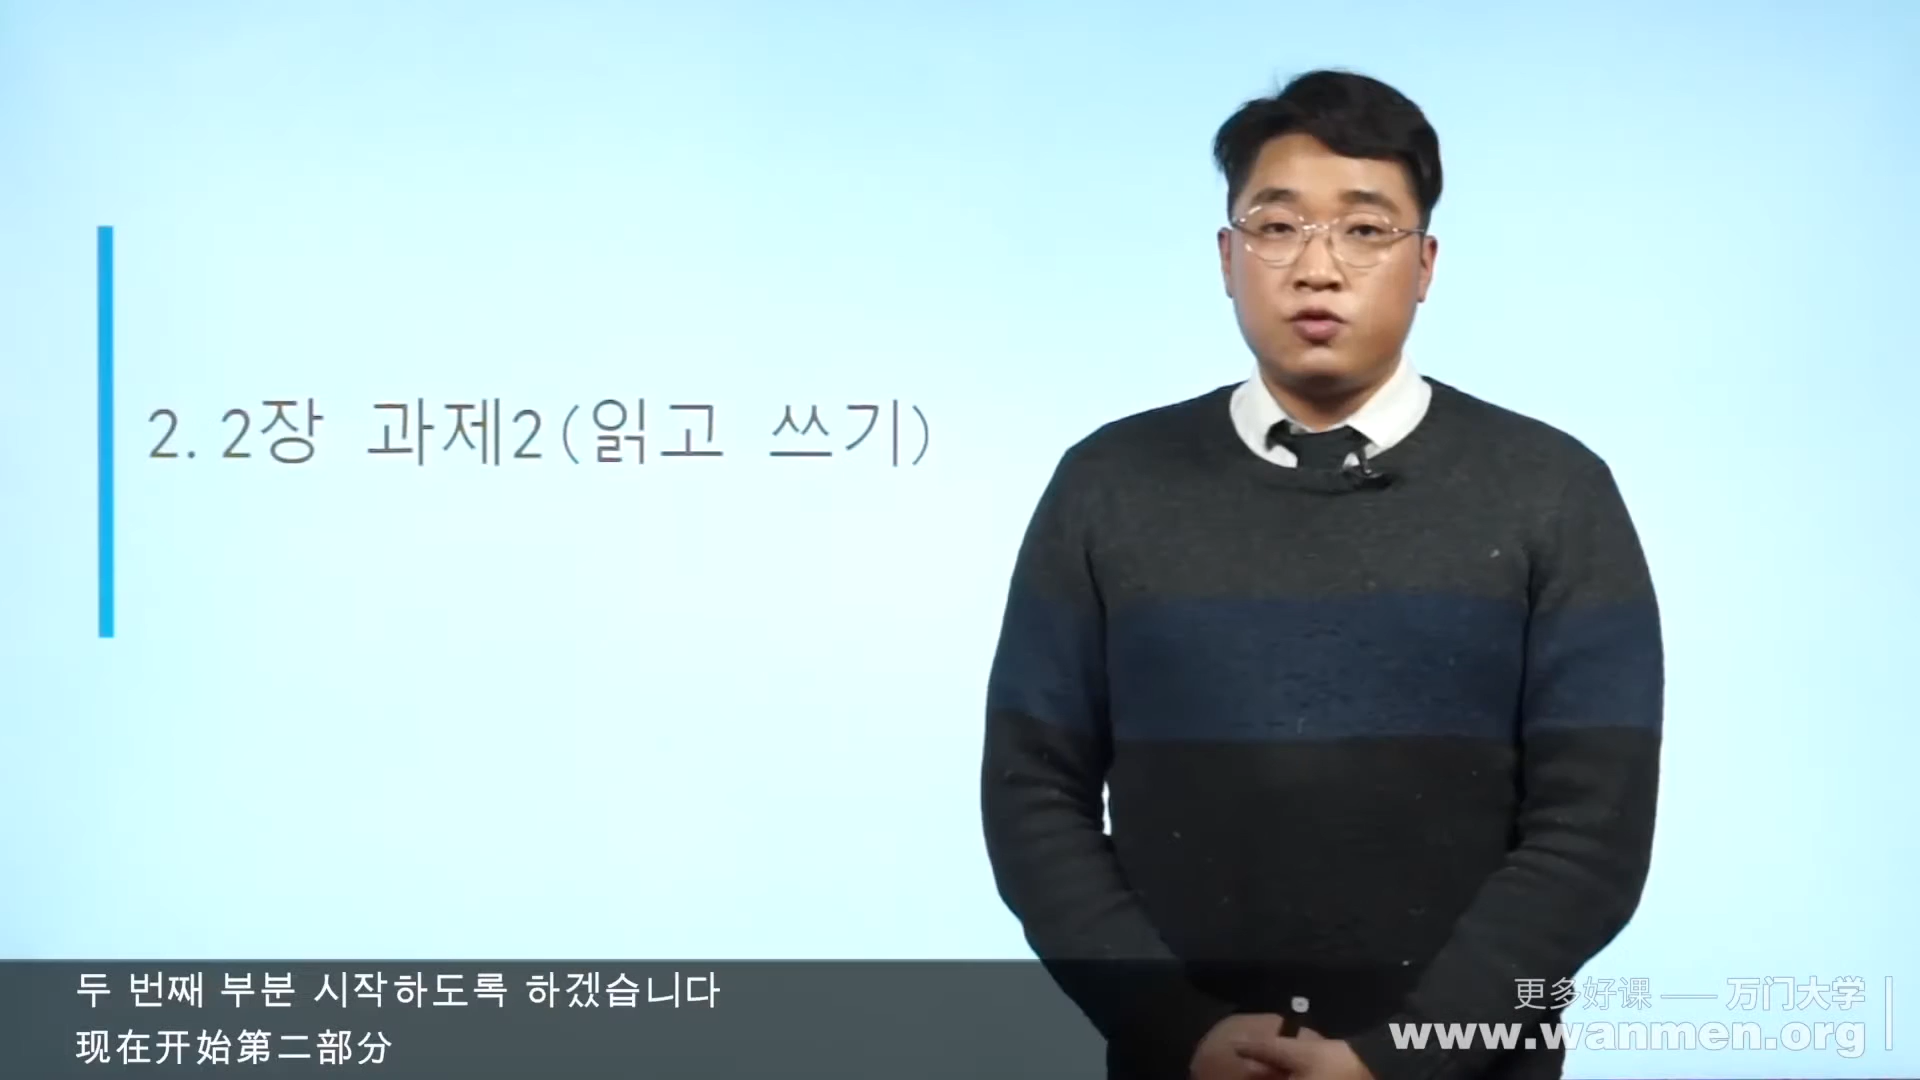 2. 2장 과제2(읽고 쓰기)
두 번째 부분 시작하도록 하겠습니다
现在开始第二部分
更多好课 —— 万门大学
www.wanmen.org